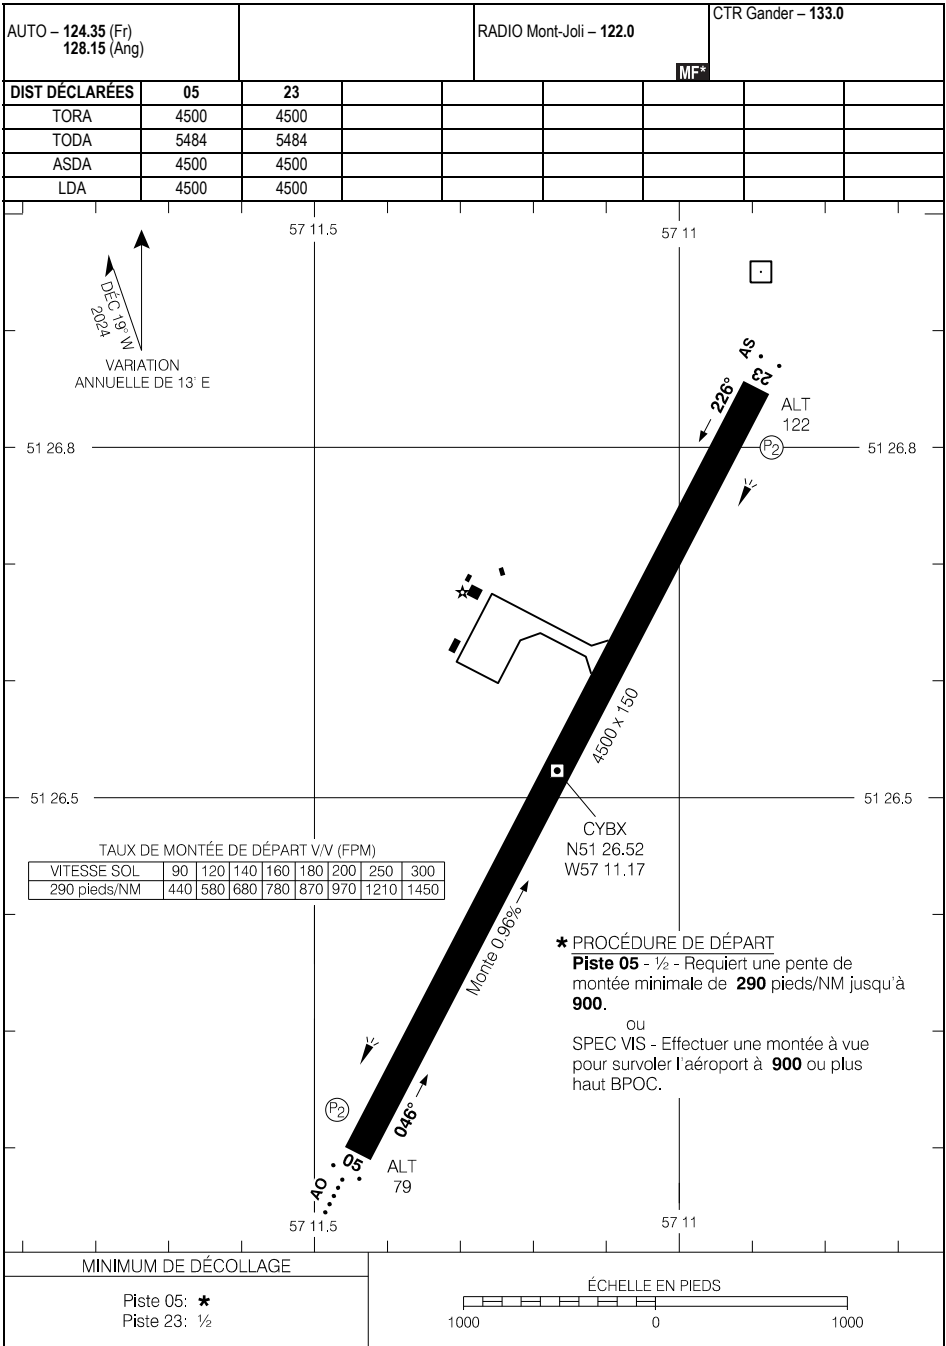 AUTO – 124.35 (Fr)
128.15 (Ang)
RADIO Mont-Joli – 122.0
MF*
CTR Gander – 133.0
DIST DÉCLARÉES 05 23
TORA 4500 4500
TODA 5484 5484
ASDA 4500 4500
LDA 4500 4500
57 11.5
57 11
DÉC 19° W
2024
VARIATION
ANNUELLE DE 13' E
AS
23
226°
ALT
122
P2
51 26.8
51 26.8
4500 x 150
51 26.5
51 26.5
CYBX
N51 26.52
W57 11.17
TAUX DE MONTÉE DE DÉPART V/V (FPM)
VITESSE SOL 90 120 140 160 180 200 250 300
290 pieds/NM 440 580 680 780 870 970 1210 1450
Monte 0.96%
* PROCÉDURE DE DÉPART
Piste 05 - ½ - Requiert une pente de
montée minimale de 290 pieds/NM jusqu'à
900.
ou
SPEC VIS - Effectuer une montée à vue
pour survoler l'aéroport à 900 ou plus
haut BPOC.
P2
046°
05
AO
ALT
79
57 11.5
57 11
MINIMUM DE DÉCOLLAGE
Piste 05: *
Piste 23: ½
ÉCHELLE EN PIEDS
1000 0 1000